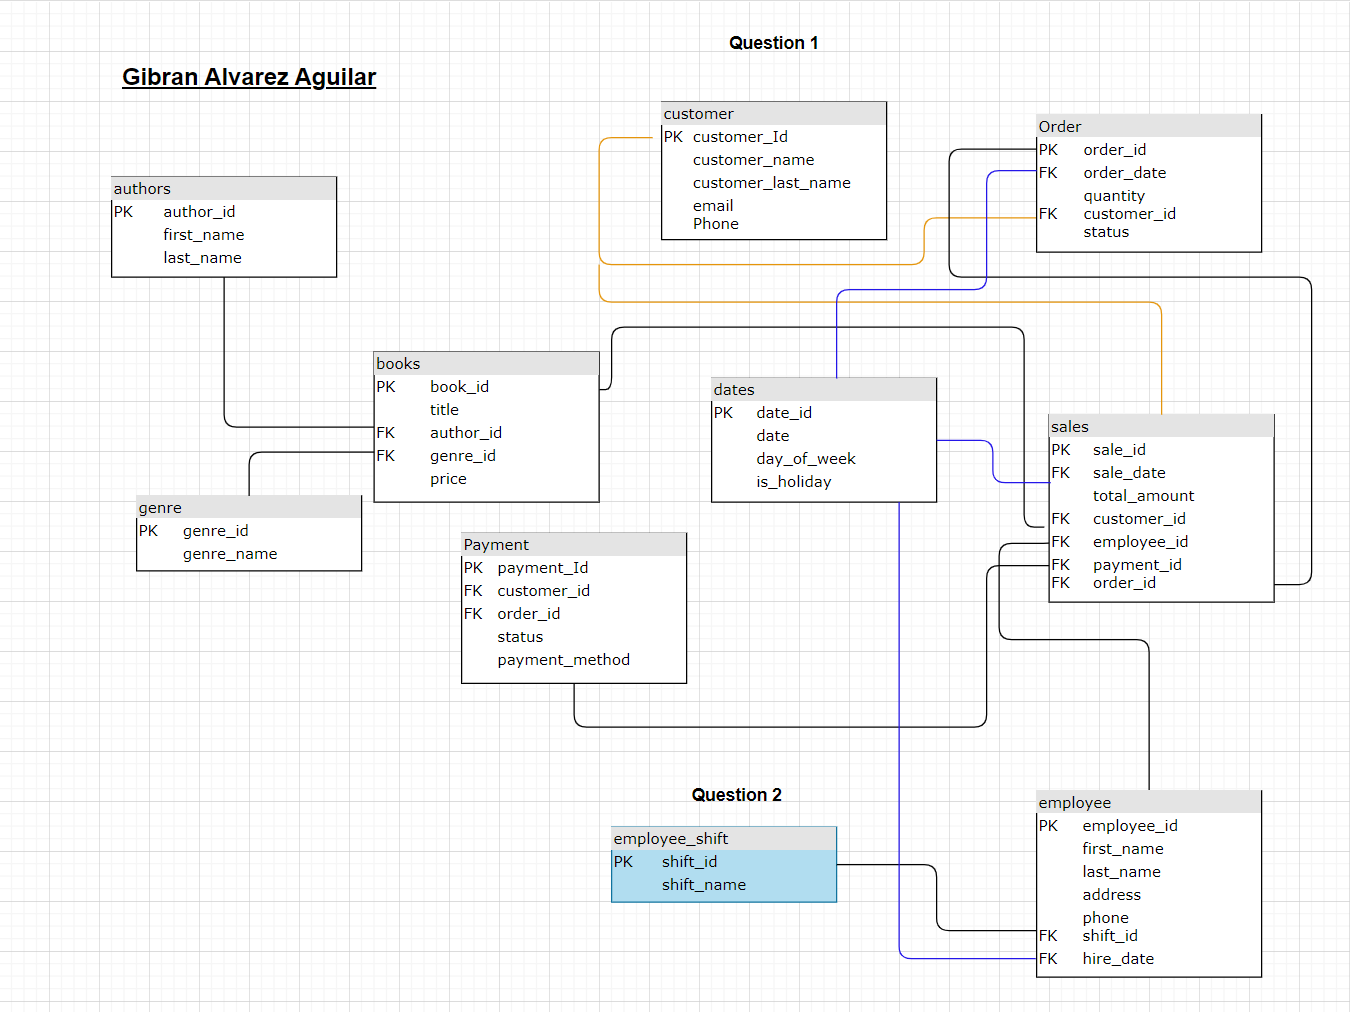 Question 1
Gibran Alvarez Aguilar
customer
PK customer_Id
customer_name
customer_last_name
email
Phone
Order
PK order_id
FK order_date
quantity
FK customer_id
status
authors
PK author_id
first_name
last_name
books
PK book_id
title
FK author_id
FK genre_id
price
dates
PK date_id
date
day_of_week
is_holiday
sales
PK sale_id
FK sale_date
total_amount
FK customer_id
FK employee_id
FK payment_id
FK order_id
genre
PK genre_id
genre_name
Payment
PK payment_Id
FK customer_id
FK order_id
status
payment_method
Question 2
employee_shift
PK shift_id
shift_name
employee
PK employee_id
first_name
last_name
address
phone
FK shift_id
FK hire_date